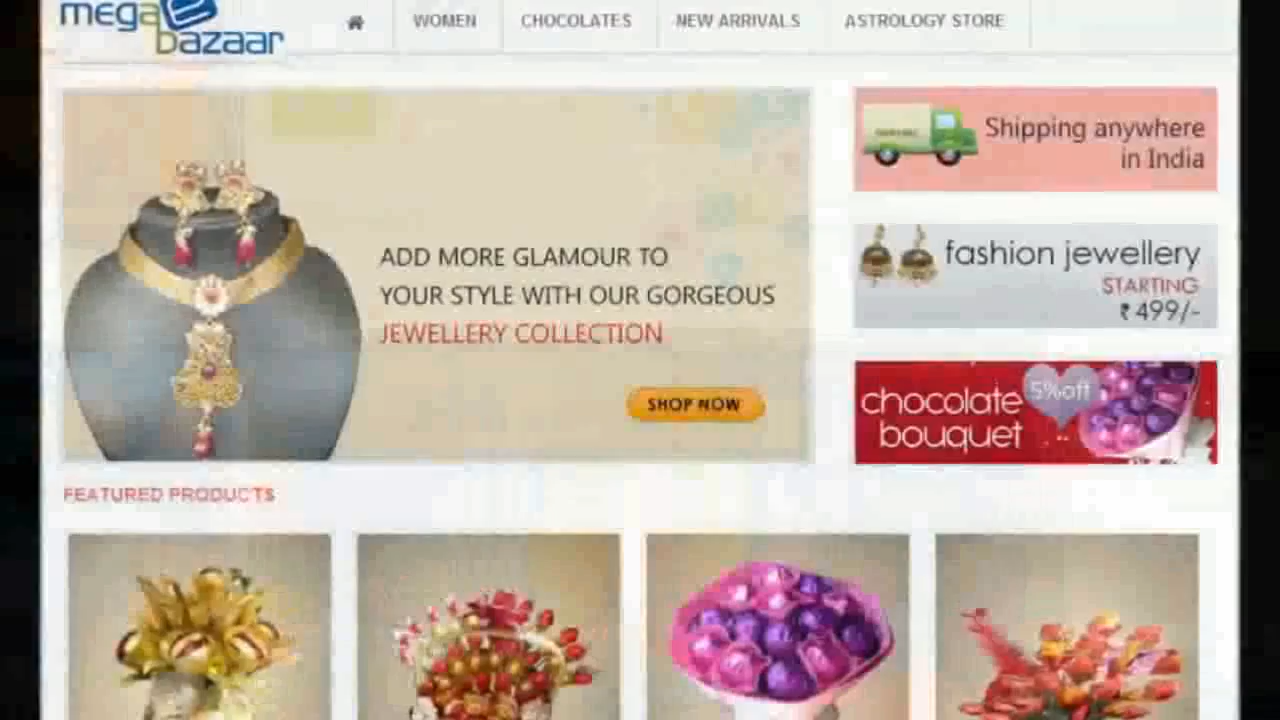 mega
bazaar
WOMEN
CHOCOLATES
NEW ARRIVALS
ASTROLOGY STORE
ADD MORE GLAMOUR TO
YOUR STYLE WITH OUR GORGEOUS
JEWELLERY COLLECTION
SHOP NOW
Shipping anywhere
in India
fashion jewellery
STARTING
₹ 499/-
5%off
chocolate
bouquet
FEATURED PRODUCTS